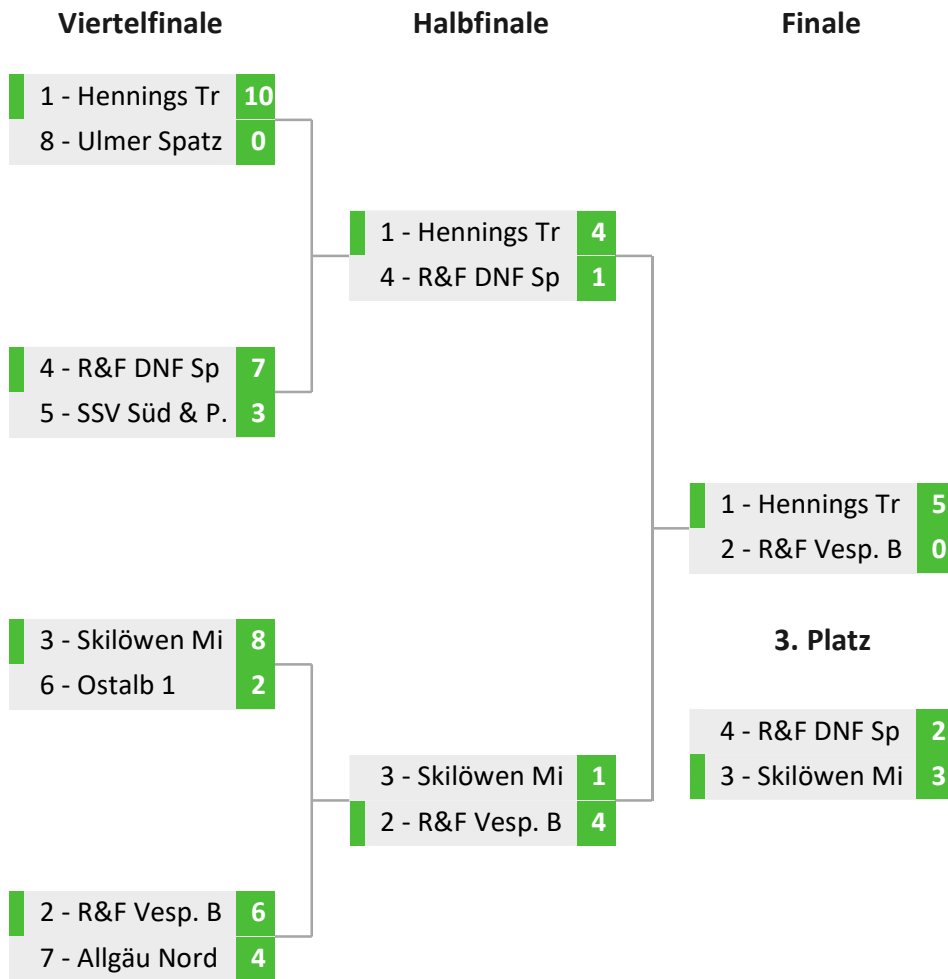 Viertelfinale
Halbfinale
Finale
1 - Hennings Tr 10
8 - Ulmer Spatz 0
1 - Hennings Tr 4
4 - R&F DNF Sp 1
4 - R&F DNF Sp 7
5 - SSV Süd & P. 3
1 - Hennings Tr 5
2 - R&F Vesp. B 0
3 - Skilöwen Mi 8
6 - Ostalb 1 2
3. Platz
4 - R&F DNF Sp 2
3 - Skilöwen Mi 3
3 - Skilöwen Mi 1
2 - R&F Vesp. B 4
2 - R&F Vesp. B 6
7 - Allgäu Nord 4